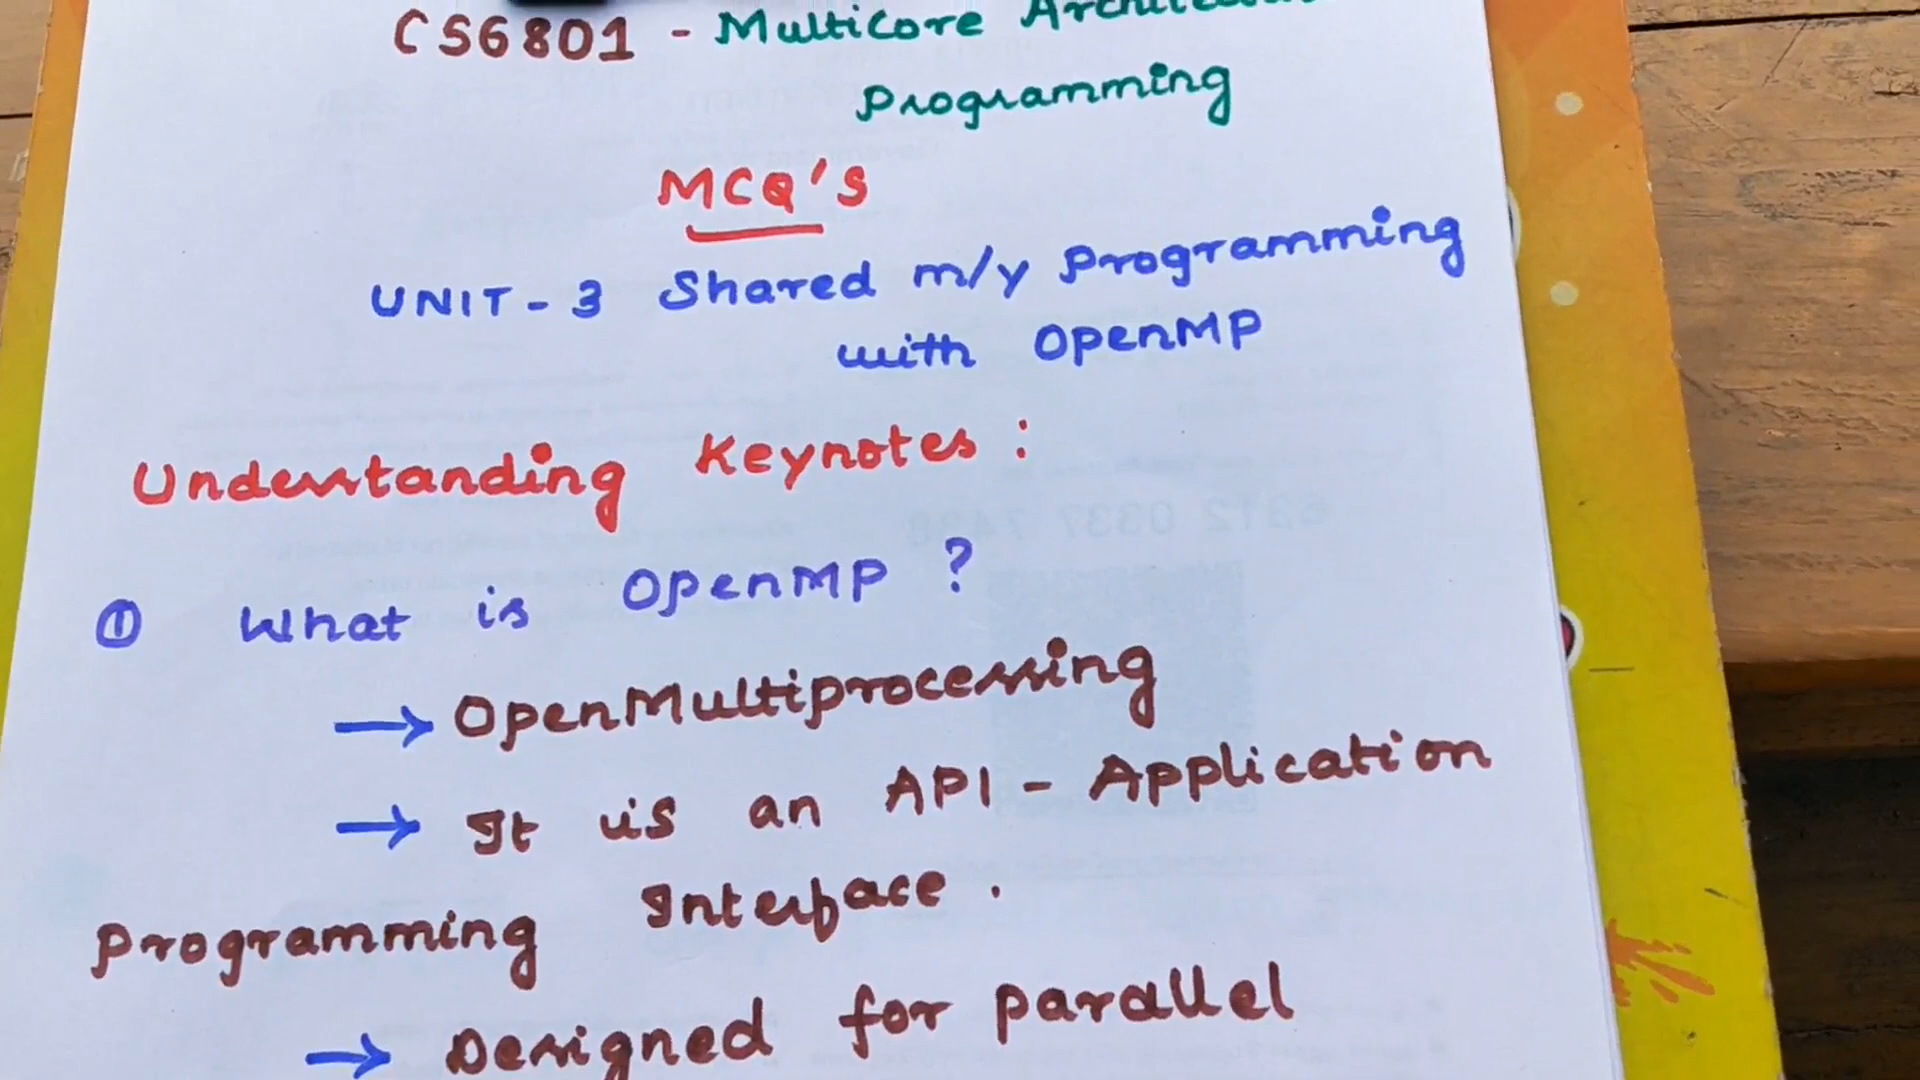 CS6801 - Multicore
Programming
MCQ'S
UNIT - 3 Shared m/y Programming
with OpenMP
Understanding Keynotes :
① What is OpenMP ?
→ OpenMultiprocessing
→ It is an API - Application
Programming Interface .
→ Designed for parallel